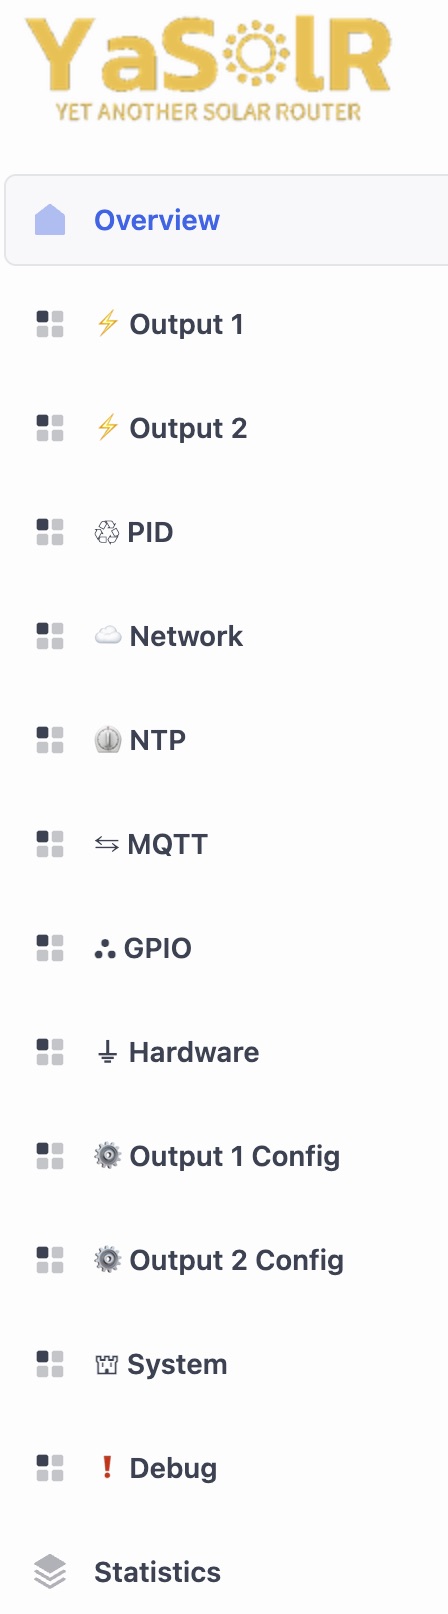 YaSolR
YET ANOTHER SOLAR ROUTER
Overview
⚡ Output 1
⚡ Output 2
♲ PID
☁️ Network
⏲️ NTP
⇆ MQTT
⛬ GPIO
⏚ Hardware
⚙️ Output 1 Config
⚙️ Output 2 Config
⛫ System
❗ Debug
Statistics